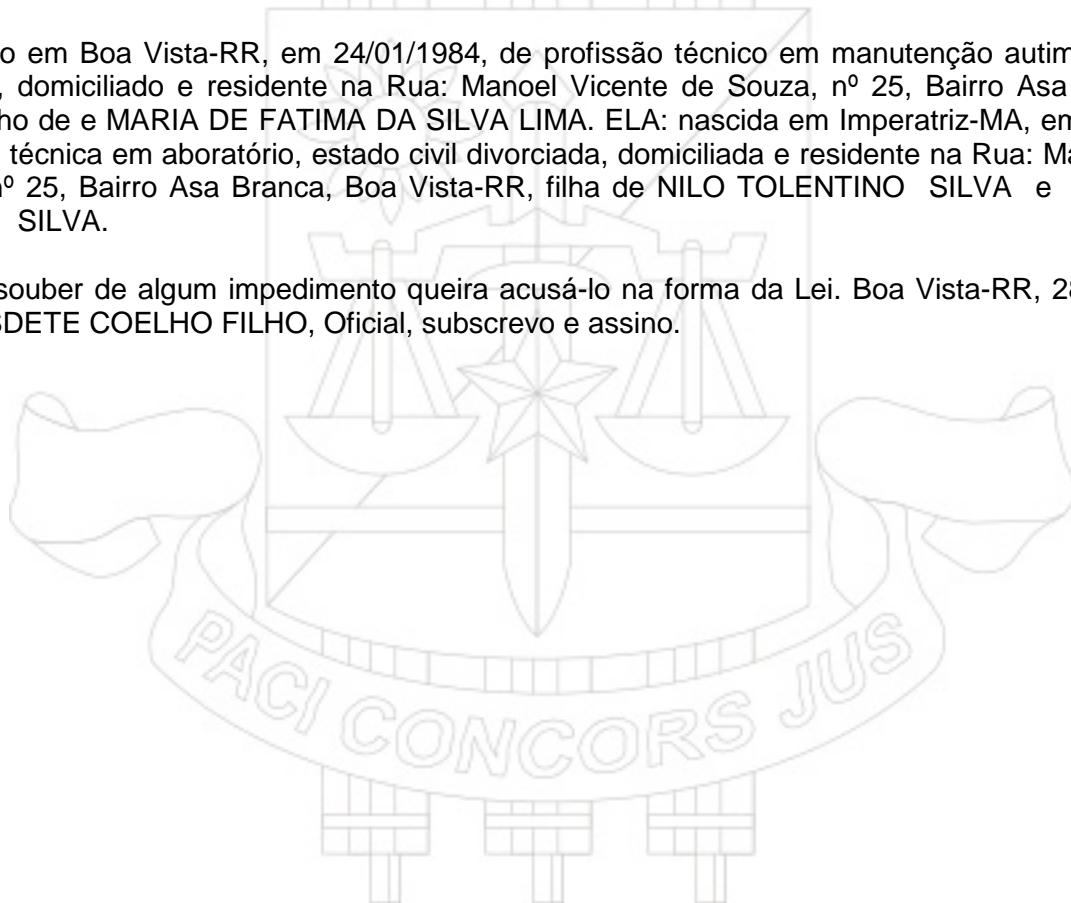 o em Boa Vista-RR, em 24/01/1984, de profissão técnico em manutenção
, domiciliado e residente na Rua: Manoel Vicente de Souza, nº 25, Bairro Asa
ho de e MARIA DE FATIMA DA SILVA LIMA. ELA: nascida em Imperatriz-MA, em
técnica em aboratório, estado civil divorciada, domiciliada e residente na Rua:
nº 25, Bairro Asa Branca, Boa Vista-RR, filha de NILO TOLENTINO SILVA e
SILVA.
souber de algum impedimento queira acusá-lo na forma da Lei. Boa Vista-RR,
SDETE COELHO FILHO, Oficial, subscrevo e assino.
PACI CONCORS JUS